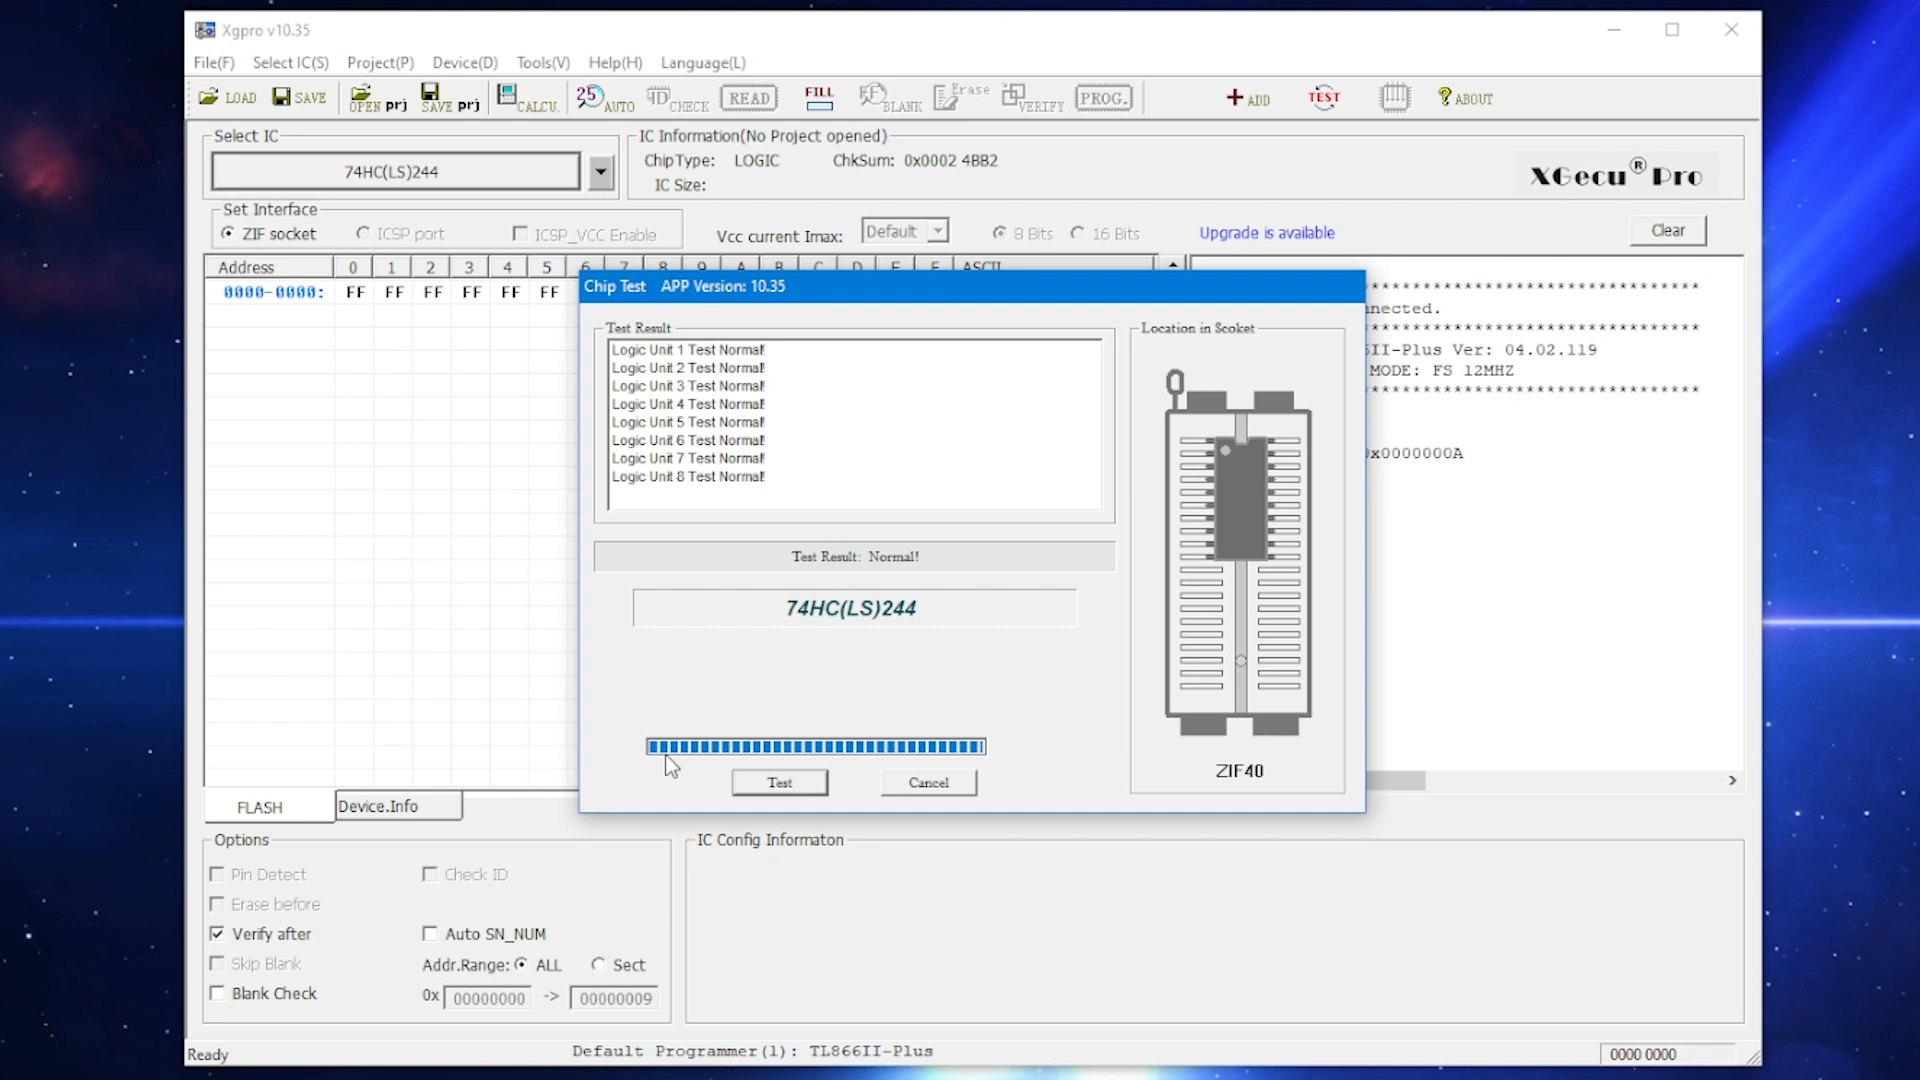 Xgpro v10.35
File(F) Select IC(S) Project(P) Device(D) Tools(V) Help(H) Language(L)
LOAD SAVE OPEN prj SAVE prj CALCU. 25 AUTO ID CHECK READ FILL BLANK Erase VERIFY PROG. ADD TEST ABOUT
Select IC
74HC(LS)244
IC Information(No Project opened)
ChipType: LOGIC ChkSum: 0x0002 4BB2
IC Size:
XGecu® Pro
Set Interface
ZIF socket ICSP port ICSP_VCC Enable
Vcc current Imax: Default 8 Bits 16 Bits Upgrade is available Clear
Address 0 1 2 3 4 5 6 7 8 9 A B C D E F ASCII
0000-0000: FF FF FF FF FF FF
*******************************
nnected.
*******************************
6II-Plus Ver: 04.02.119
MODE: FS 12MHZ
*******************************
0x0000000A
Chip Test APP Version: 10.35
Test Result
Logic Unit 1 Test Normal!
Logic Unit 2 Test Normal!
Logic Unit 3 Test Normal!
Logic Unit 4 Test Normal!
Logic Unit 5 Test Normal!
Logic Unit 6 Test Normal!
Logic Unit 7 Test Normal!
Logic Unit 8 Test Normal!
Test Result: Normal!
74HC(LS)244
Test Cancel
Location in Scoket
ZIF40
FLASH Device.Info
Options
Pin Detect Check ID
Erase before
Verify after Auto SN_NUM
Skip Blank Addr.Range: ALL Sect
Blank Check 0x 00000000 -> 00000009
IC Config Informaton
Ready Default Programmer(1): TL866II-Plus 0000 0000